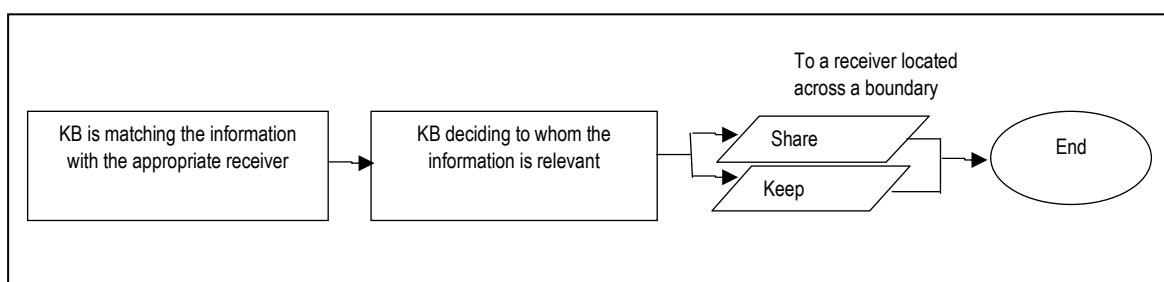 KB is matching the information
with the appropriate receiver
KB deciding to whom the
information is relevant
To a receiver located
across a boundary
Share
Keep
End